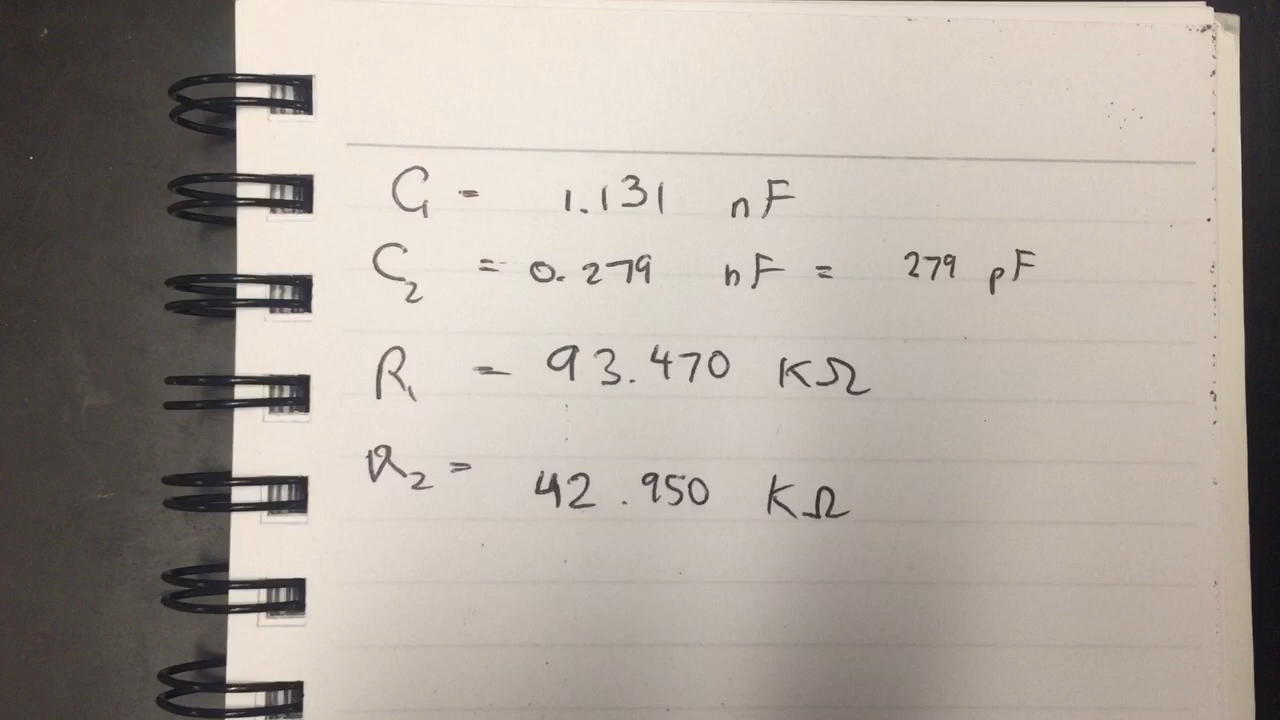 C1 = 1.131 nF
C2 = 0.279 nF = 279 pF
R1 = 93.470 KΩ
R2 = 42.950 KΩ